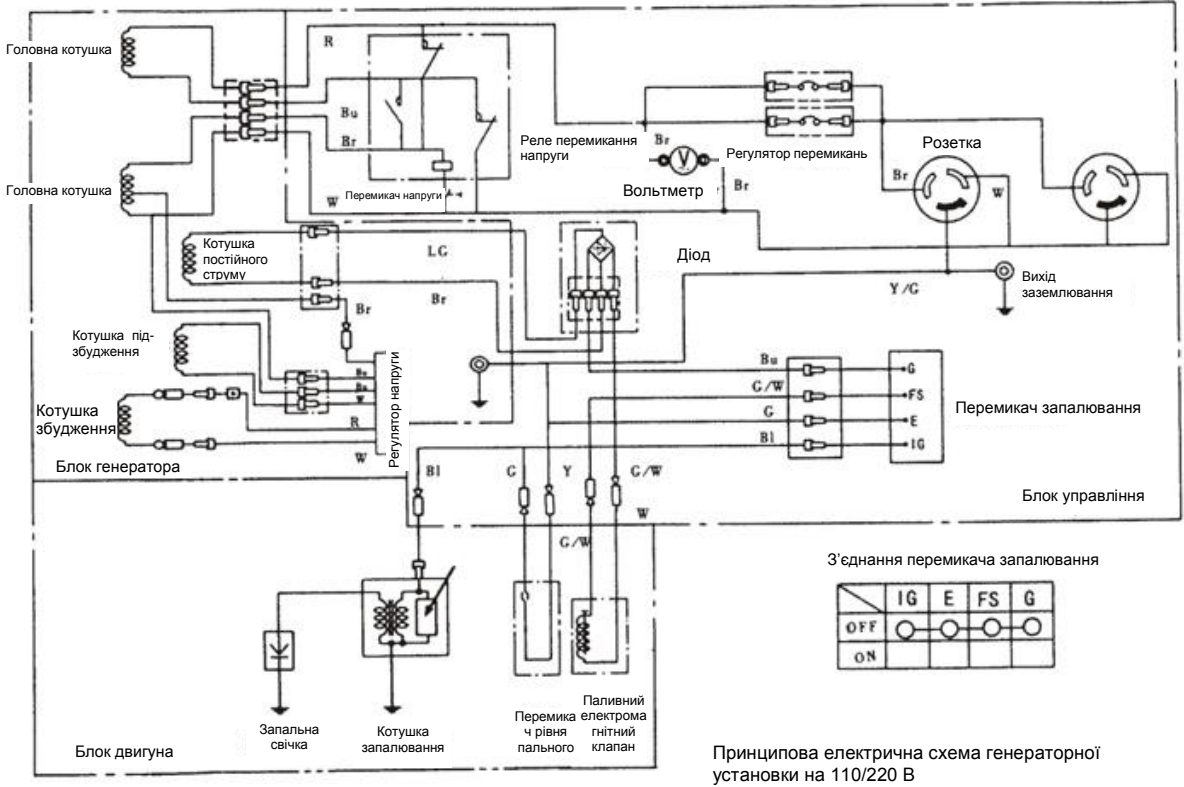 Головна котушка
R
Bu
Br
Реле перемикання
напруги
Br
Вольтметр
V
Br
Регулятор перемикань
Розетка
Br
W
Головна котушка
W
Перемикач напруги
Котушка
постійного
струму
LG
Br
Br
Діод
Y/G
Вихід
заземлювання
Котушка під-
збудження
Bu
Bu
W
Регулятор напруги
Котушка
збудження
R
W
Bu
G/W
G
Bl
G
FS
E
IG
Перемикач запалювання
Блок генератора
Bl
G
Y
G/W
W
G/W
Блок управління
З’єднання перемикача запалювання
IG E FS G
OFF
ON
Запальна
свічка
Котушка
запалювання
Перемика
ч рівня
пального
Паливний
електрома
гнітний
клапан
Блок двигуна
Принципова електрична схема генераторної
установки на 110/220 В